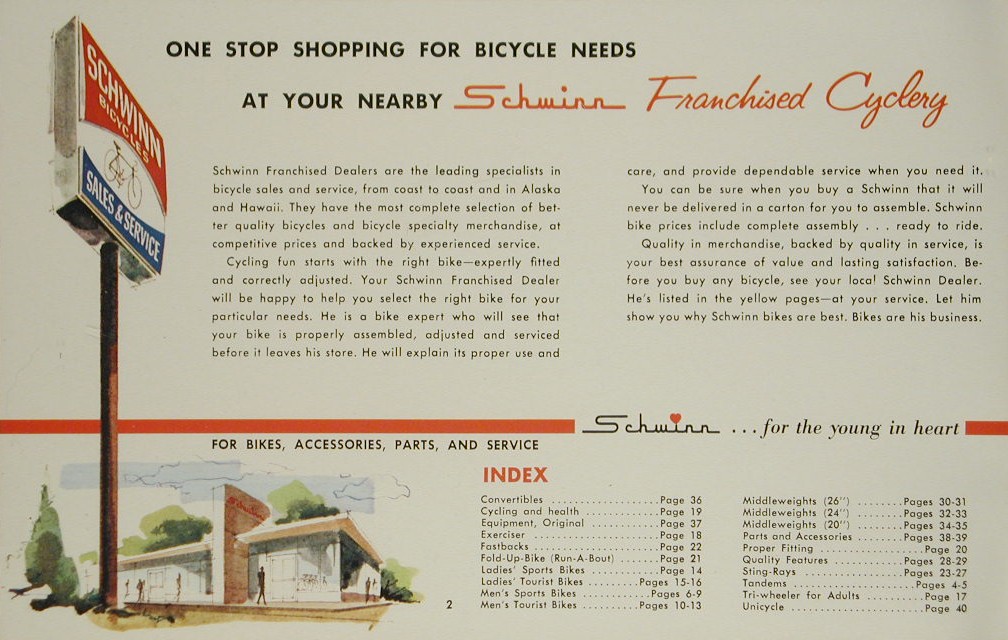 ONE STOP SHOPPING FOR BICYCLE NEEDS
AT YOUR NEARBY Schwinn Franchised Cyclery
SCHWINN
BICYCLES
SALES & SERVICE
Schwinn Franchised Dealers are the leading specialists in
bicycle sales and service, from coast to coast and in Alaska
and Hawaii. They have the most complete selection of bet-
ter quality bicycles and bicycle specialty merchandise, at
competitive prices and backed by experienced service.
Cycling fun starts with the right bike—expertly fitted
and correctly adjusted. Your Schwinn Franchised Dealer
will be happy to help you select the right bike for your
particular needs. He is a bike expert who will see that
your bike is properly assembled, adjusted and serviced
before it leaves his store. He will explain its proper use and
care, and provide dependable service when you need it.
You can be sure when you buy a Schwinn that it will
never be delivered in a carton for you to assemble. Schwinn
bike prices include complete assembly . . . ready to ride.
Quality in merchandise, backed by quality in service, is
your best assurance of value and lasting satisfaction. Be-
fore you buy any bicycle, see your local Schwinn Dealer.
He's listed in the yellow pages—at your service. Let him
show you why Schwinn bikes are best. Bikes are his business.
Schwinn ...for the young in heart
FOR BIKES, ACCESSORIES, PARTS, AND SERVICE
Schwinn
INDEX
Convertibles ..................Page 36
Cycling and health ..............Page 19
Equipment, Original ............Page 37
Exerciser .....................Page 18
Fastbacks .....................Page 22
Fold-Up-Bike (Run-A-Bout) .......Page 21
Ladies' Sports Bikes ............Page 14
Ladies' Tourist Bikes ..........Pages 15-16
Men's Sports Bikes .............Pages 6-9
Men's Tourist Bikes ...........Pages 10-13
Middleweights (26") ........Pages 30-31
Middleweights (24") ........Pages 32-33
Middleweights (20") ........Pages 34-35
Parts and Accessories ........Pages 38-39
Proper Fitting ..................Page 20
Quality Features ............Pages 28-29
Sting-Rays .................Pages 23-27
Tandems ....................Pages 4-5
Tri-wheeler for Adults ..........Page 17
Unicycle ......................Page 40
2